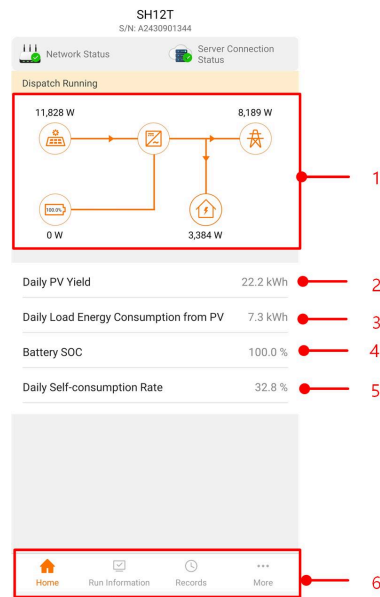 SH12T
S/N: A2430901344
Network Status
Server Connection
Status
Dispatch Running
11,828 W
8,189 W
100.0%
0 W
3,384 W
1
Daily PV Yield 22.2 kWh 2
Daily Load Energy Consumption from PV 7.3 kWh 3
Battery SOC 100.0 % 4
Daily Self-consumption Rate 32.8 % 5
Home Run Information Records More 6